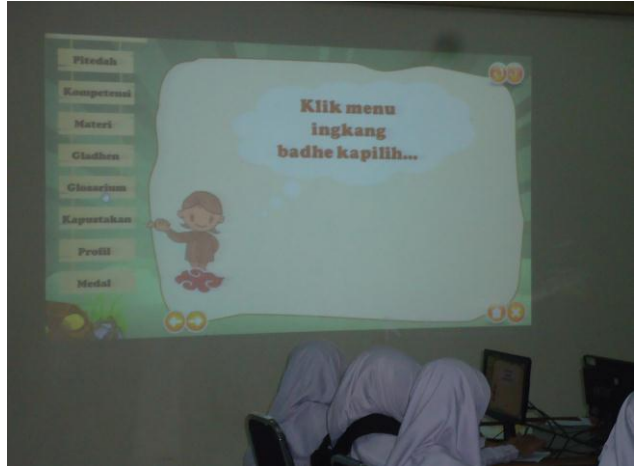 Pitedah
Kompetensi
Materi
Gladhen
Glosarium
Kapustakan
Profil
Medal
Klik menu
ingkang
badhe kapilih...